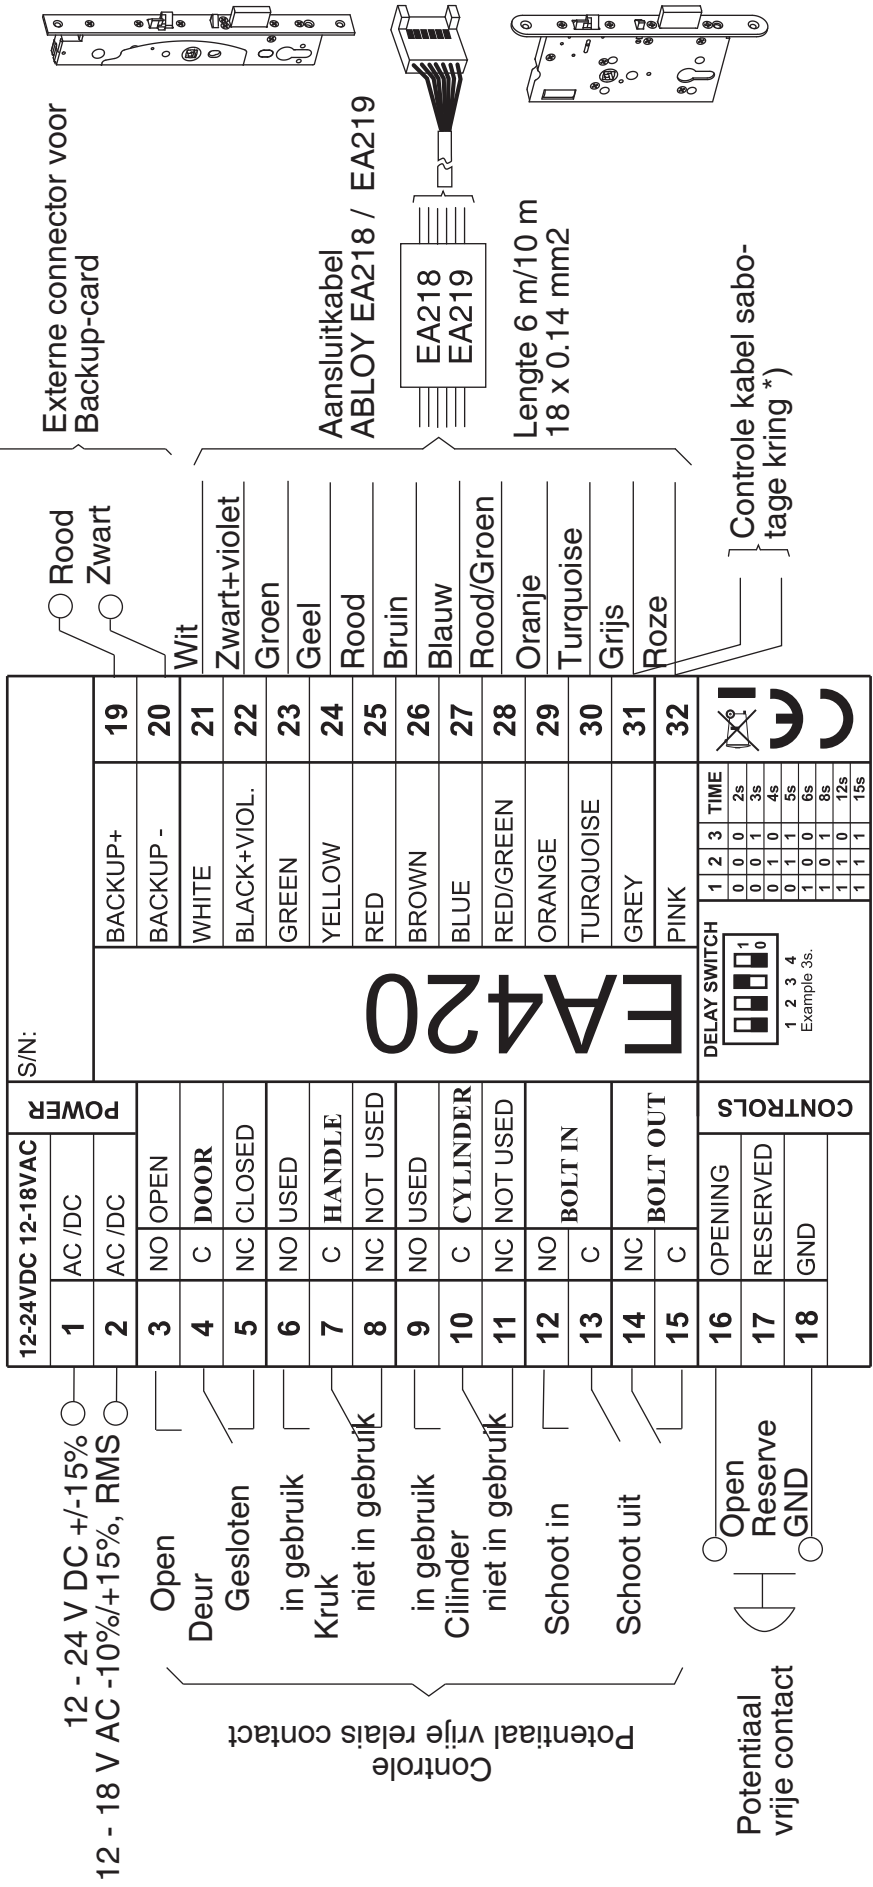 12 - 24 V DC +/-15%
12 - 18 V AC -10%/+15%, RMS
Open
Deur
Gesloten
in gebruik
Kruk
niet in gebruik
in gebruik
Cilinder
niet in gebruik
Schoot in
Schoot uit
Controle
Potentiaal vrije relais contact
Open
Reserve
GND
Potentiaal
vrije contact
12-24VDC 12-18VAC
POWER
S/N:
1 AC /DC
2 AC /DC
3 NO OPEN
4 C DOOR
5 NC CLOSED
6 NO USED
7 C HANDLE
8 NC NOT USED
9 NO USED
10 C CYLINDER
11 NC NOT USED
12 NO BOLT IN
13 C
14 NC BOLT OUT
15 C
16 OPENING
17 RESERVED
18 GND
CONTROLS
EA420
BACKUP+ 19
BACKUP - 20
WHITE 21
BLACK+VIOL. 22
GREEN 23
YELLOW 24
RED 25
BROWN 26
BLUE 27
RED/GREEN 28
ORANGE 29
TURQUOISE 30
GREY 31
PINK 32
DELAY SWITCH
1
0
1 2 3 4
Example 3s.
1 2 3 TIME
0 0 0 2s
0 0 1 3s
0 1 0 4s
0 1 1 5s
1 0 0 6s
1 0 1 8s
1 1 0 12s
1 1 1 15s
CE
Rood
Zwart
Wit
Zwart+violet
Groen
Geel
Rood
Bruin
Blauw
Rood/Groen
Oranje
Turquoise
Grijs
Roze
Externe connector voor
Backup-card
Aansluitkabel
ABLOY EA218 / EA219
EA218
EA219
Lengte 6 m/10 m
18 x 0.14 mm2
Controle kabel sabo-
tage kring *)